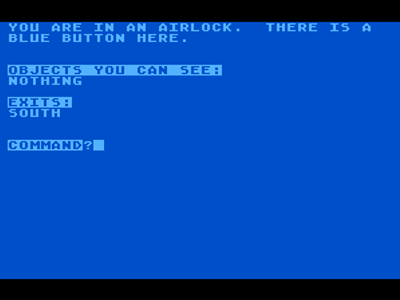 YOU ARE IN AN AIRLOCK.  THERE IS A
BLUE BUTTON HERE.
OBJECTS YOU CAN SEE:
NOTHING
EXITS:
SOUTH
COMMAND?